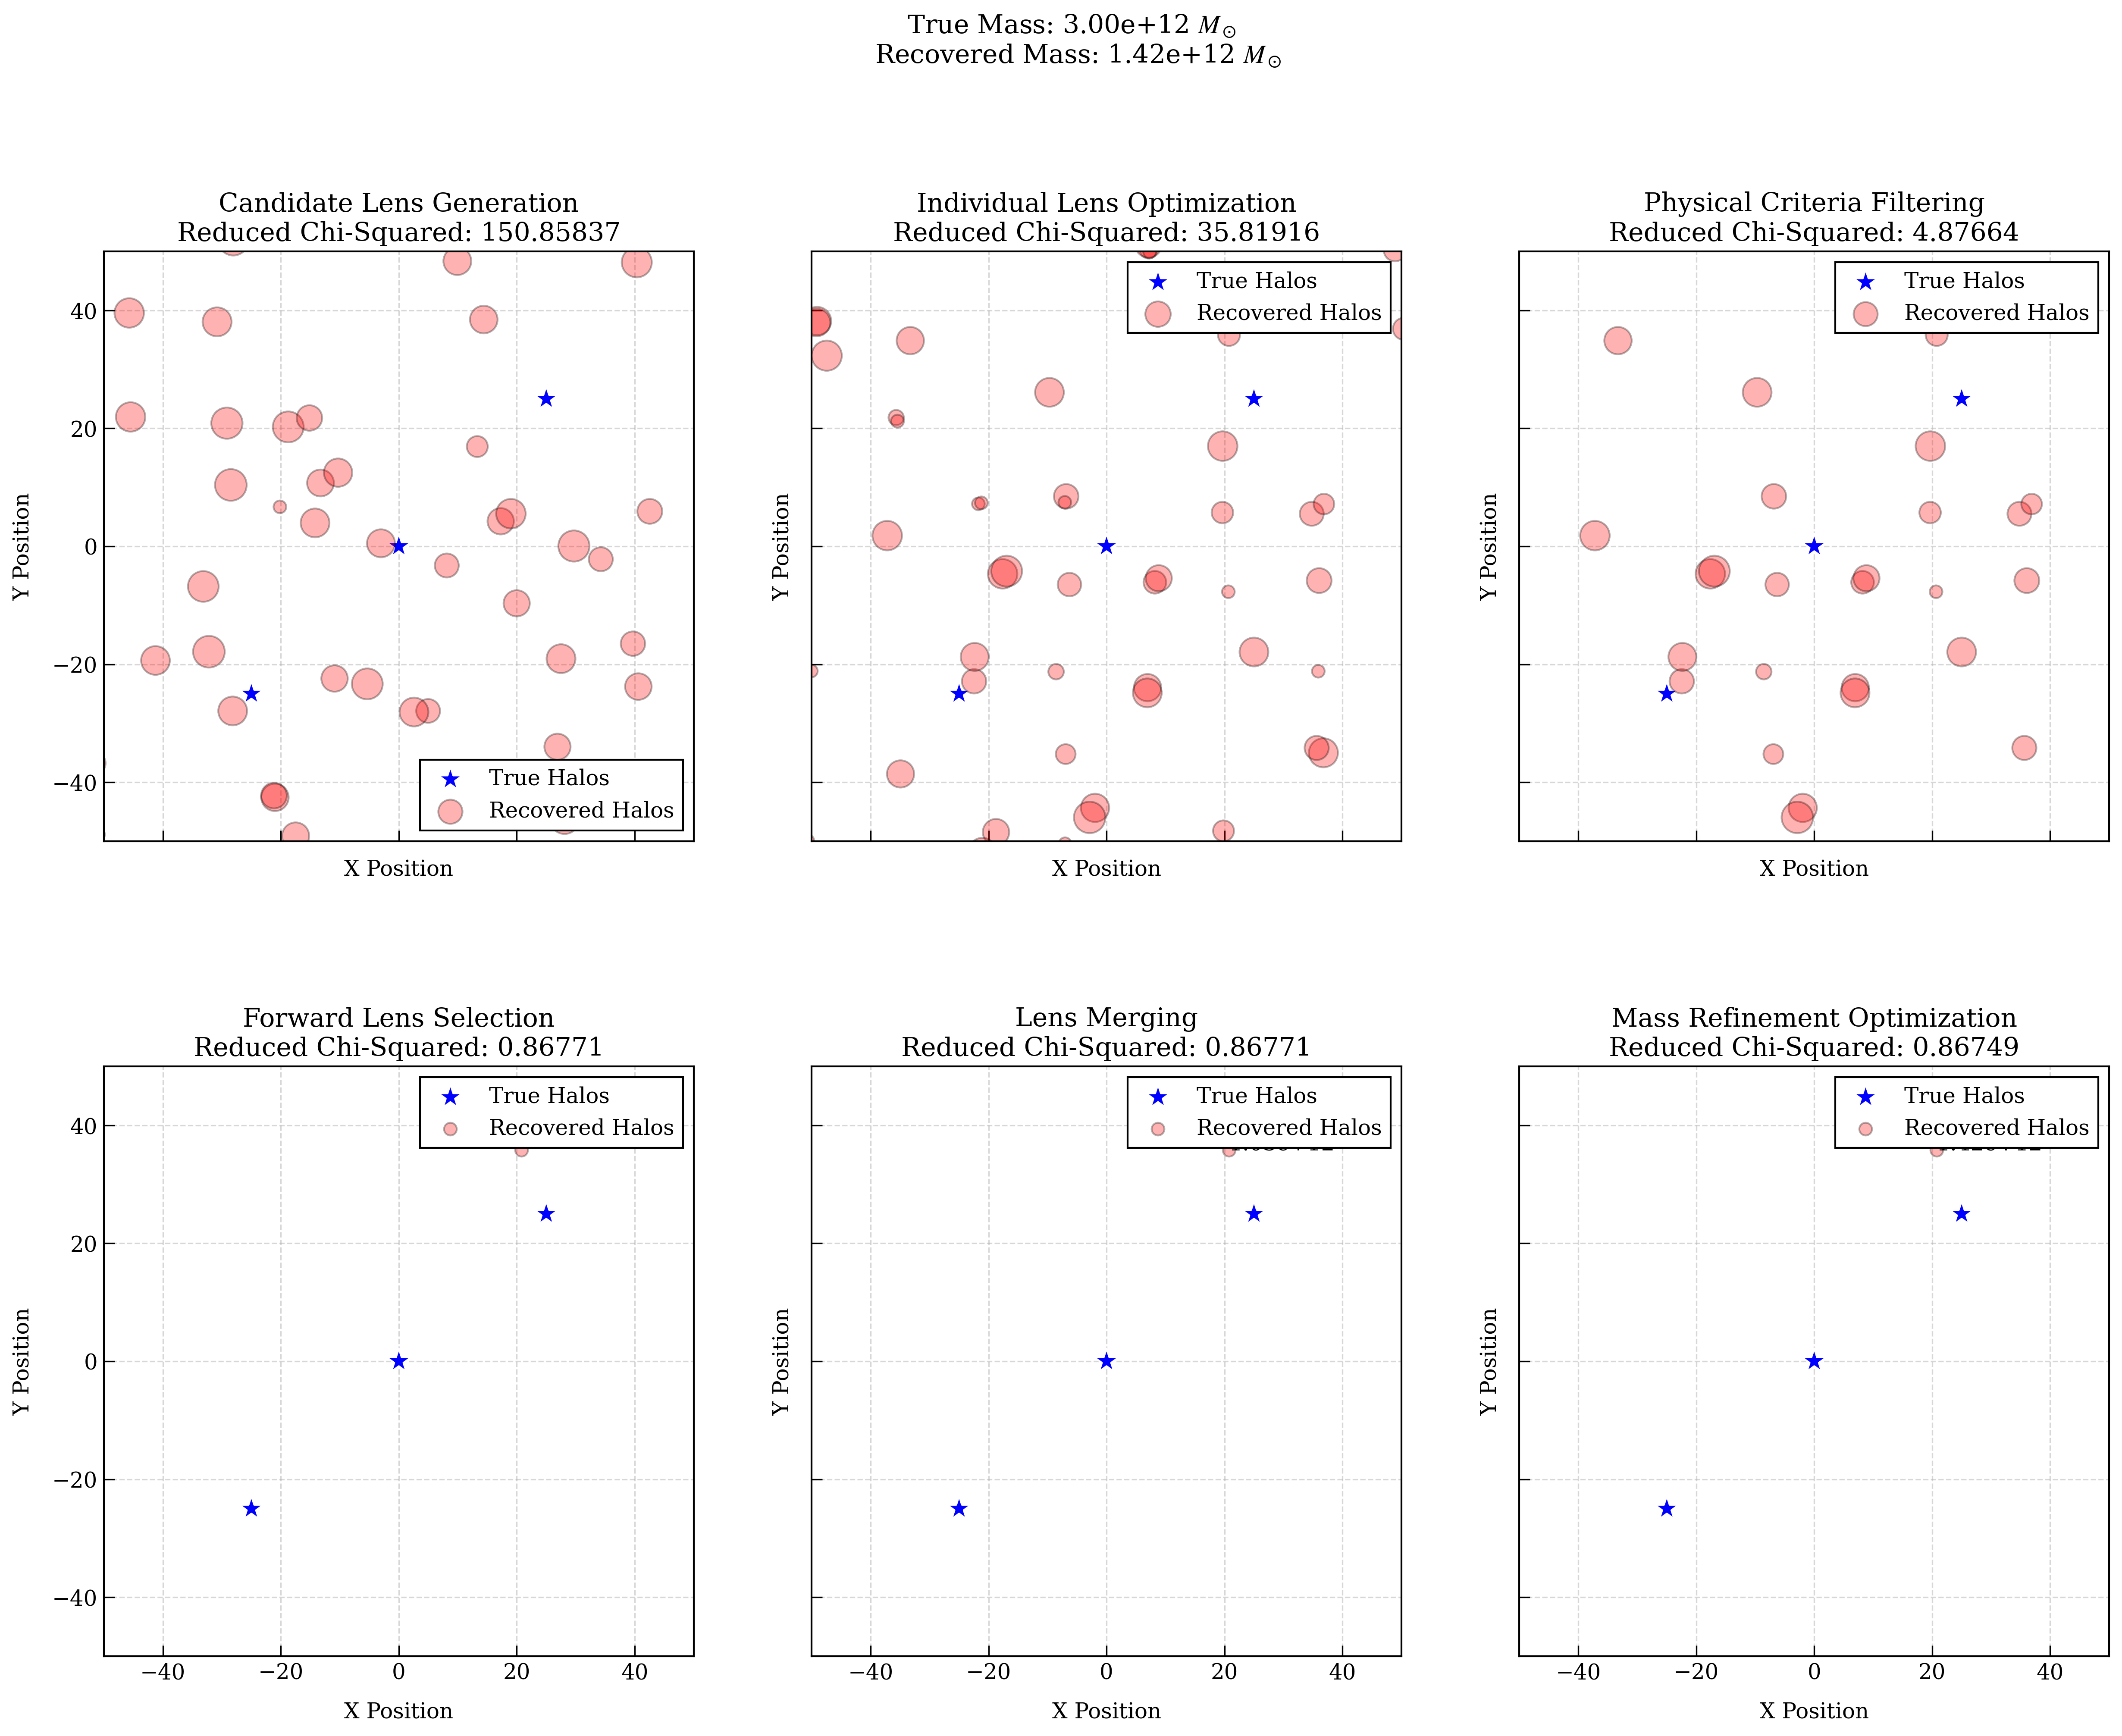 True Mass: 3.00e+12 M⊙
Recovered Mass: 1.42e+12 M⊙
Candidate Lens Generation
Reduced Chi-Squared: 150.85837
Individual Lens Optimization
Reduced Chi-Squared: 35.81916
Physical Criteria Filtering
Reduced Chi-Squared: 4.87664
40
20
0
−20
−40
Y Position
X Position
True Halos
Recovered Halos
Y Position
X Position
True Halos
Recovered Halos
Y Position
X Position
True Halos
Recovered Halos
Forward Lens Selection
Reduced Chi-Squared: 0.86771
Lens Merging
Reduced Chi-Squared: 0.86771
Mass Refinement Optimization
Reduced Chi-Squared: 0.86749
True Halos
Recovered Halos
40
20
0
−20
−40
Y Position
−40 −20 0 20 40
X Position
True Halos
Recovered Halos
Y Position
−40 −20 0 20 40
X Position
True Halos
Recovered Halos
Y Position
−40 −20 0 20 40
X Position